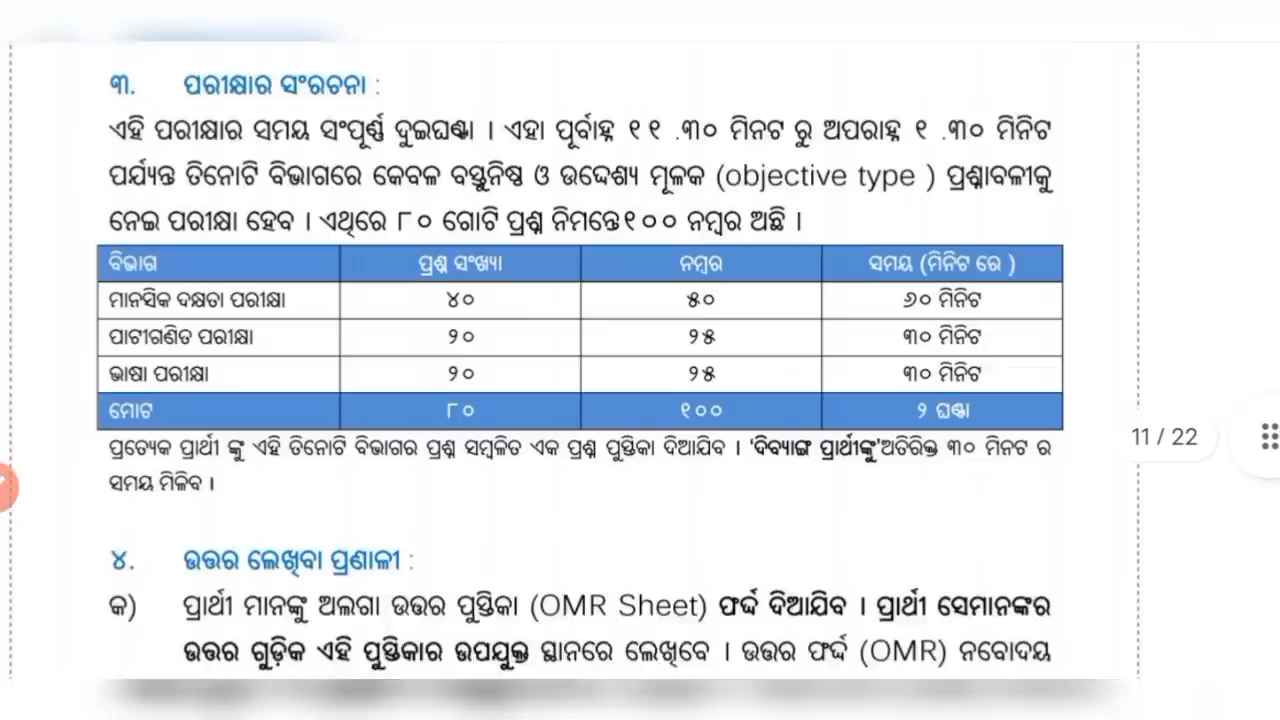 ୩. ପରୀକ୍ଷାର ସଂରଚନା :
ଏହି ପରୀକ୍ଷାର ସମୟ ସଂପୂର୍ଣ୍ଣ ଦୁଇଘଣ୍ଟା । ଏହା ପୂର୍ବାହ୍ନ ୧୧ .୩୦ ମିନଟ ରୁ ଅପରାହ୍ନ ୧ .୩୦ ମିନିଟ
ପର୍ଯ୍ୟନ୍ତ ତିନୋଟି ବିଭାଗରେ କେବଳ ବସ୍ତୁନିଷ୍ଠ ଓ ଉଦ୍ଦେଶ୍ୟ ମୂଳକ (objective type ) ପ୍ରଶ୍ନାବଳୀକୁ
ନେଇ ପରୀକ୍ଷା ହେବ । ଏଥିରେ ୮୦ ଗୋଟି ପ୍ରଶ୍ନ ନିମନ୍ତେ୧୦୦ ନମ୍ବର ଅଛି ।
ବିଭାଗ ପ୍ରଶ୍ନ ସଂଖ୍ୟା ନମ୍ବର ସମୟ (ମିନିଟ ରେ )
ମାନସିକ ଦକ୍ଷତା ପରୀକ୍ଷା ୪୦ ୫୦ ୬୦ ମିନିଟ
ପାଟୀଗଣିତ ପରୀକ୍ଷା ୨୦ ୨୫ ୩୦ ମିନିଟ
ଭାଷା ପରୀକ୍ଷା ୨୦ ୨୫ ୩୦ ମିନିଟ
ମୋଟ ୮୦ ୧୦୦ ୨ ଘଣ୍ଟା
ପ୍ରତ୍ୟେକ ପ୍ରାର୍ଥୀ ଙ୍କୁ ଏହି ତିନୋଟି ବିଭାଗର ପ୍ରଶ୍ନ ସମ୍ବଳିତ ଏକ ପ୍ରଶ୍ନ ପୁସ୍ତିକା ଦିଆଯିବ । ‘ଦିବ୍ୟାଙ୍ଗ ପ୍ରାର୍ଥୀଙ୍କୁ’ଅତିରିକ୍ତ ୩୦ ମିନଟ ର
ସମୟ ମିଳିବ ।
11 / 22
୪. ଉତ୍ତର ଲେଖିବା ପ୍ରଣାଳୀ :
କ) ପ୍ରାର୍ଥୀ ମାନଙ୍କୁ ଅଲଗା ଉତ୍ତର ପୁସ୍ତିକା (OMR Sheet) ଫର୍ଦ୍ଦ ଦିଆଯିବ । ପ୍ରାର୍ଥୀ ସେମାନଙ୍କର
ଉତ୍ତର ଗୁଡ଼ିକ ଏହି ପୁସ୍ତିକାର ଉପଯୁକ୍ତ ସ୍ଥାନରେ ଲେଖିବେ । ଉତ୍ତର ଫର୍ଦ୍ଦ (OMR) ନବୋଦୟ